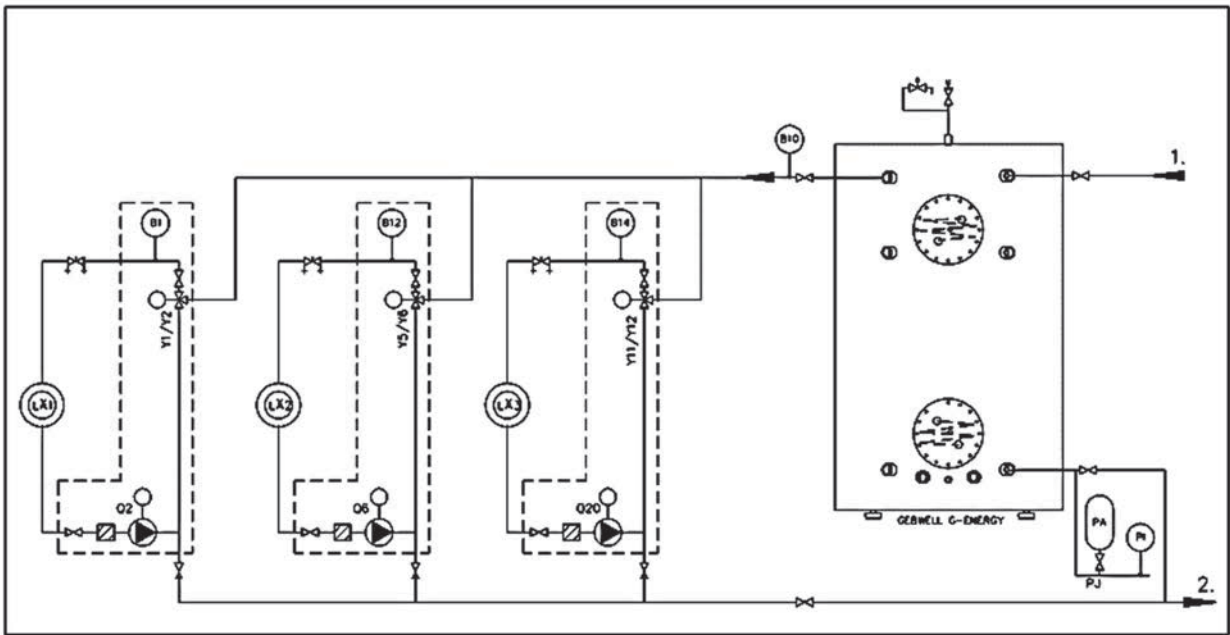 B10
1.
B1
B12
B14
Y1/Y2
Y5/Y6
Y11/Y12
LX1
LX2
LX3
Q2
Q6
Q20
GEBWELL G-ENERGY
PA
PI
PJ
2.